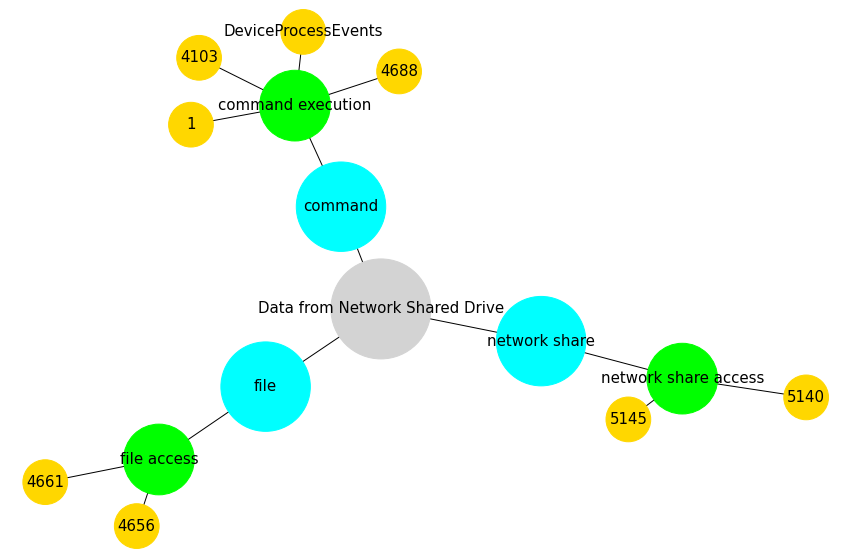 DeviceProcessEvents
4103
4688
command execution
1
command
Data from Network Shared Drive
network share
network share access
file
5140
5145
file access
4661
4656